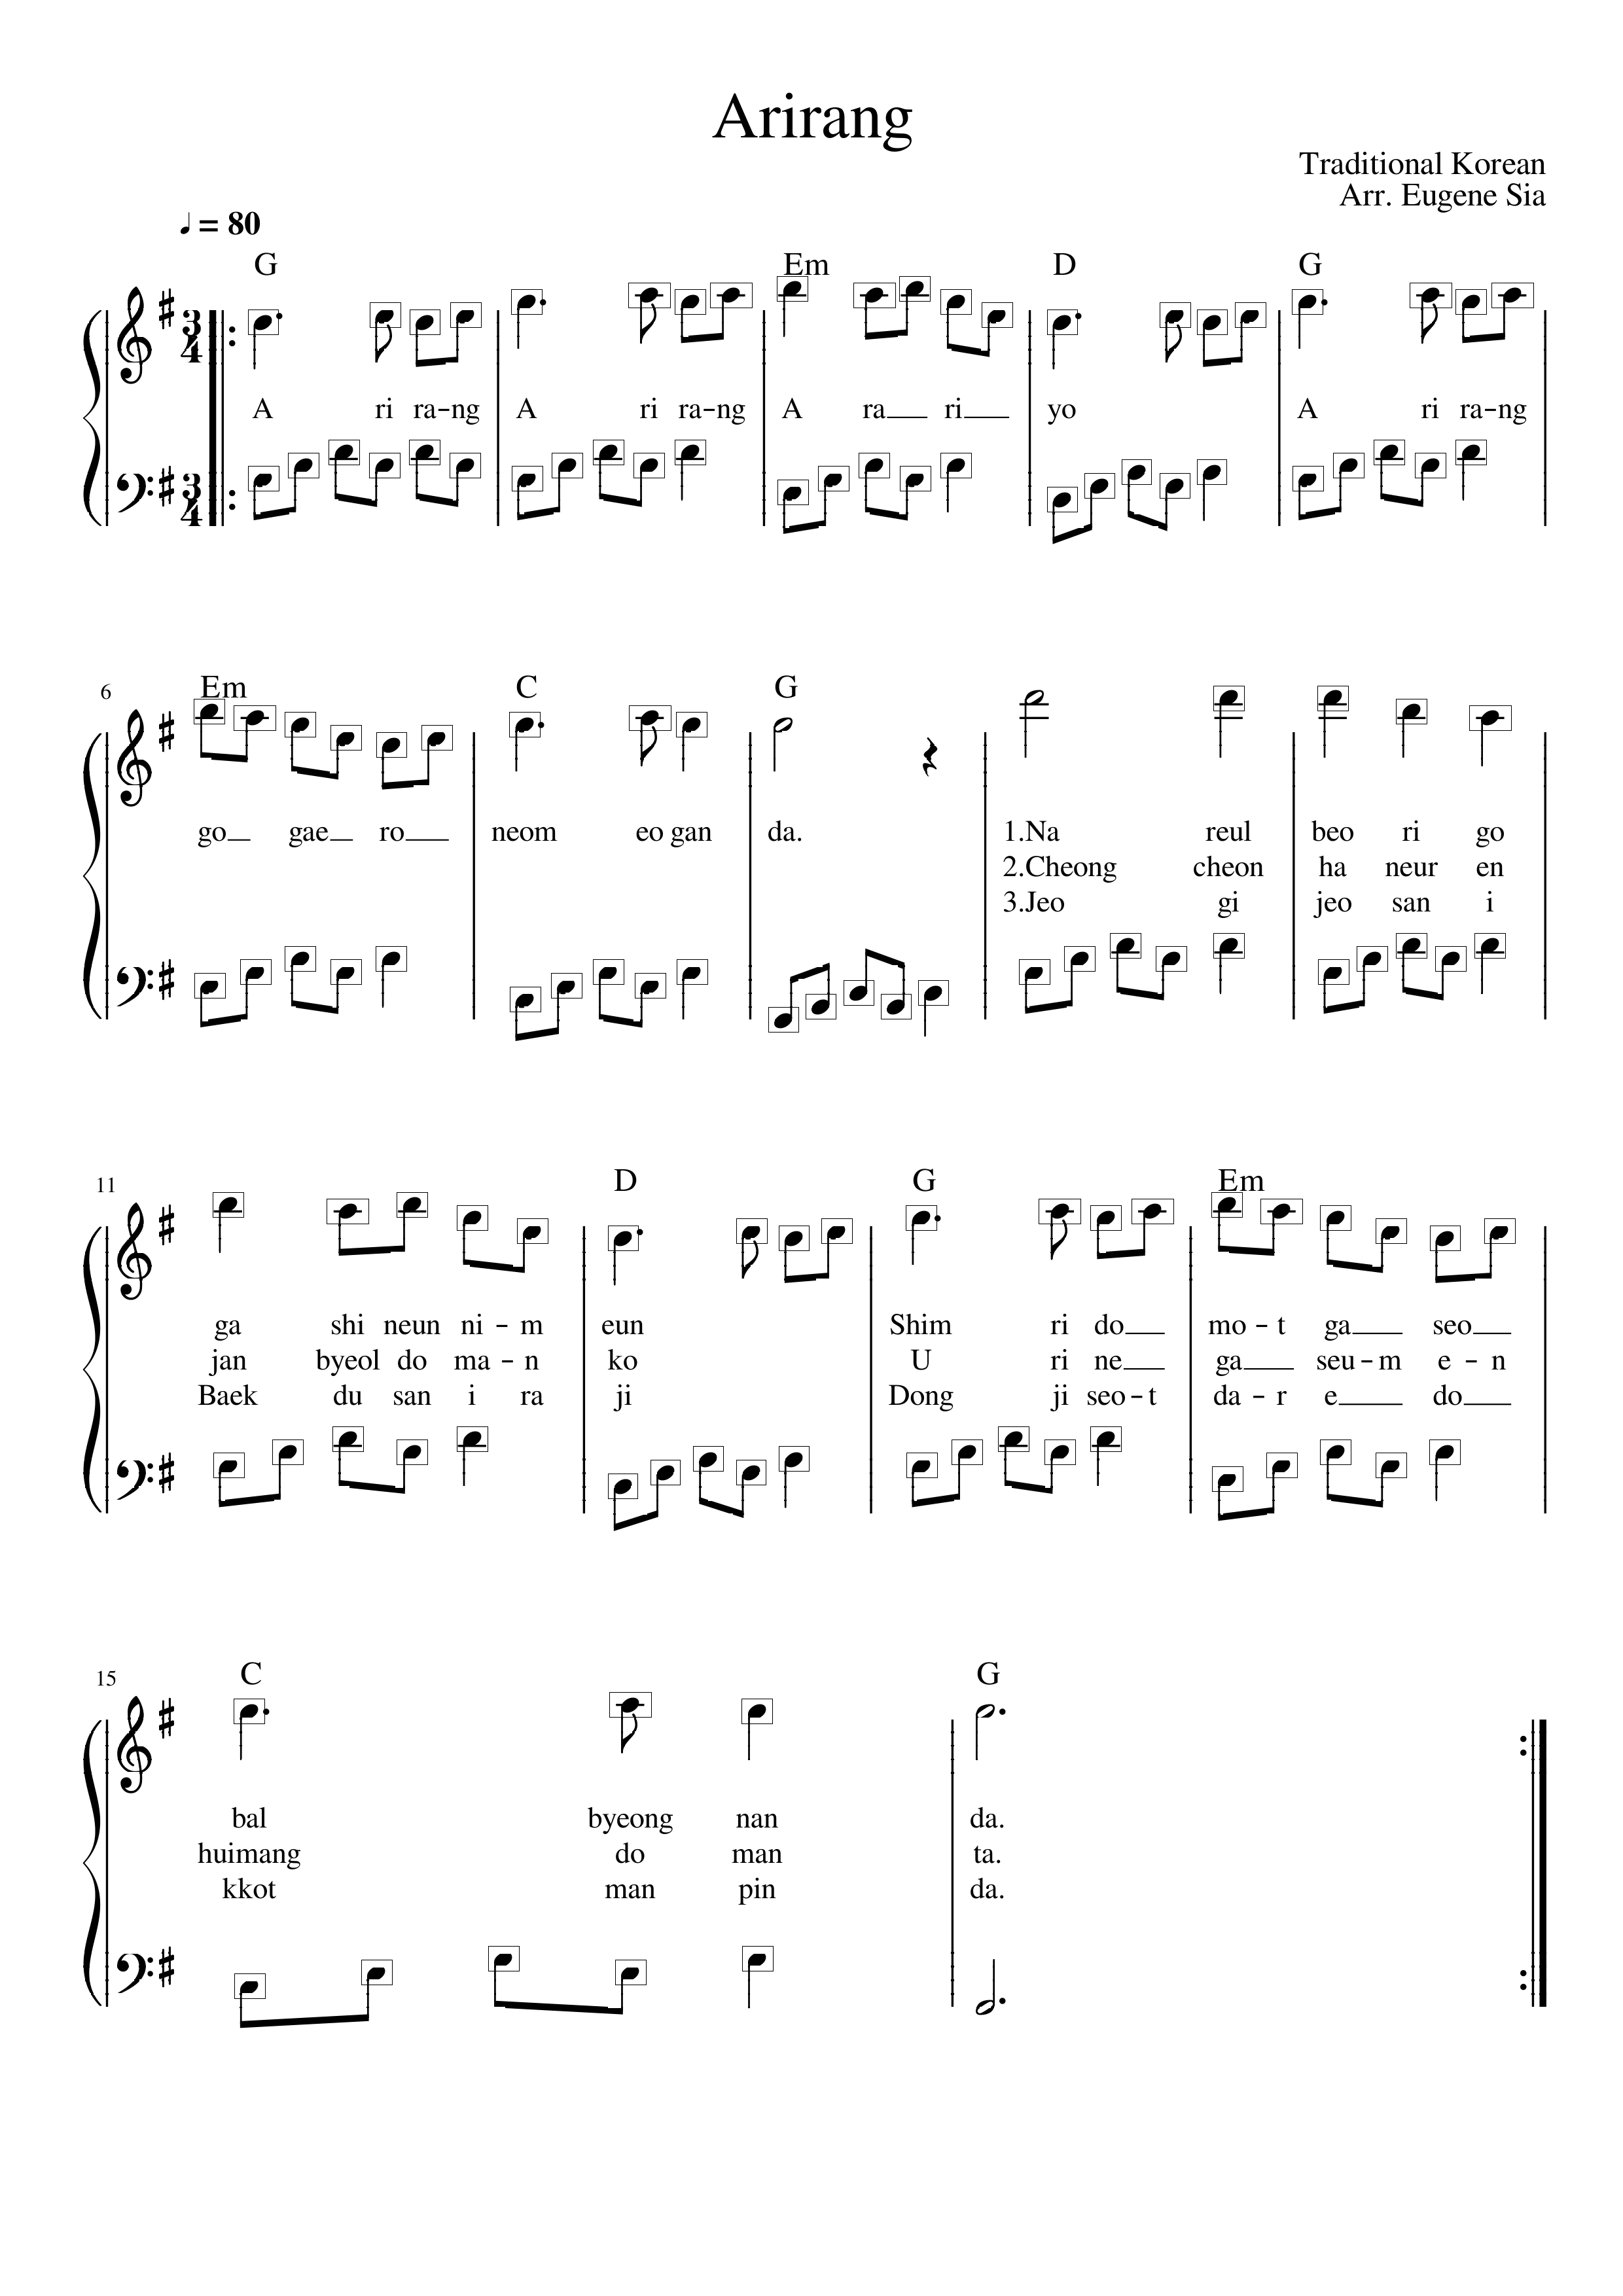 Arirang
Traditional Korean
Arr. Eugene Sia
♩ = 80
G Em D G
3 4
A ri ra-ng A ri ra-ng A ra__ ri__ yo A ri ra-ng
3 4
6
Em C G
go__ gae__ ro__ neom eo gan da. 1.Na reul beo ri go
2.Cheong cheon ha neur en
3.Jeo gi jeo san i
11
D G Em
ga shi neun ni - m eun Shim ri do__ mo - t ga__ seo__
jan byeol do ma - n ko U ri ne__ ga__ seu - m e - n
Baek du san i ra ji Dong ji seo - t da - r e__ do__
15
C G
bal byeong nan da.
huimang do man ta.
kkot man pin da.